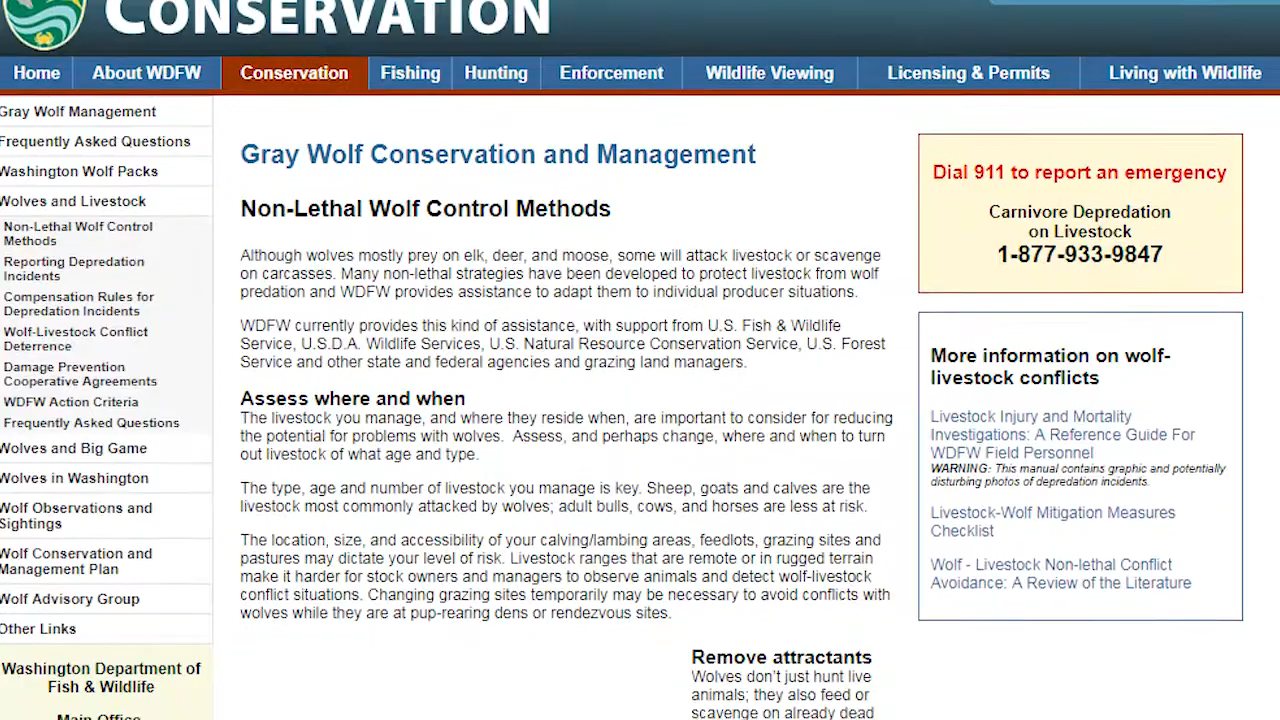 CONSERVATION
Home
About WDFW
Conservation
Fishing
Hunting
Enforcement
Wildlife Viewing
Licensing & Permits
Living with Wildlife
Gray Wolf Management
Frequently Asked Questions
Washington Wolf Packs
Wolves and Livestock
Non-Lethal Wolf Control
Methods
Reporting Depredation
Incidents
Compensation Rules for
Depredation Incidents
Wolf-Livestock Conflict
Deterrence
Damage Prevention
Cooperative Agreements
WDFW Action Criteria
Frequently Asked Questions
Wolves and Big Game
Wolves in Washington
Wolf Observations and
Sightings
Wolf Conservation and
Management Plan
Wolf Advisory Group
Other Links
Washington Department of
Fish & Wildlife
Main Office
Gray Wolf Conservation and Management
Non-Lethal Wolf Control Methods
Although wolves mostly prey on elk, deer, and moose, some will attack livestock or scavenge
on carcasses. Many non-lethal strategies have been developed to protect livestock from wolf
predation and WDFW provides assistance to adapt them to individual producer situations.
WDFW currently provides this kind of assistance, with support from U.S. Fish & Wildlife
Service, U.S.D.A. Wildlife Services, U.S. Natural Resource Conservation Service, U.S. Forest
Service and other state and federal agencies and grazing land managers.
Assess where and when
The livestock you manage, and where they reside when, are important to consider for reducing
the potential for problems with wolves. Assess, and perhaps change, where and when to turn
out livestock of what age and type.
The type, age and number of livestock you manage is key. Sheep, goats and calves are the
livestock most commonly attacked by wolves; adult bulls, cows, and horses are less at risk.
The location, size, and accessibility of your calving/lambing areas, feedlots, grazing sites and
pastures may dictate your level of risk. Livestock ranges that are remote or in rugged terrain
make it harder for stock owners and managers to observe animals and detect wolf-livestock
conflict situations. Changing grazing sites temporarily may be necessary to avoid conflicts with
wolves while they are at pup-rearing dens or rendezvous sites.
Remove attractants
Wolves don't just hunt live
animals; they also feed or
scavenge on already dead
Dial 911 to report an emergency
Carnivore Depredation
on Livestock
1-877-933-9847
More information on wolf-
livestock conflicts
Livestock Injury and Mortality
Investigations: A Reference Guide For
WDFW Field Personnel
WARNING: This manual contains graphic and potentially
disturbing photos of depredation incidents.
Livestock-Wolf Mitigation Measures
Checklist
Wolf - Livestock Non-lethal Conflict
Avoidance: A Review of the Literature